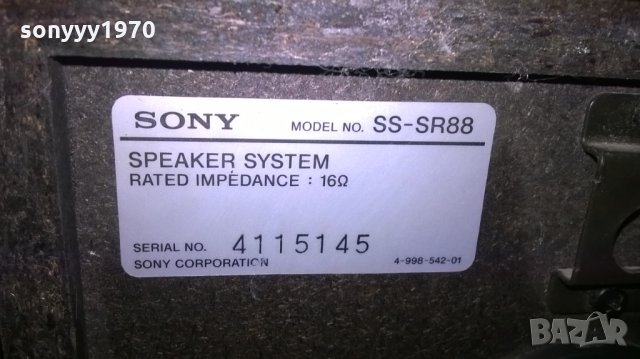 sonyyy1970
SONY MODEL NO. SS-SR88
SPEAKER SYSTEM
RATED IMPEDANCE : 16Ω
SERIAL NO. 4115145
SONY CORPORATION 4-998-542-01
BAZAR